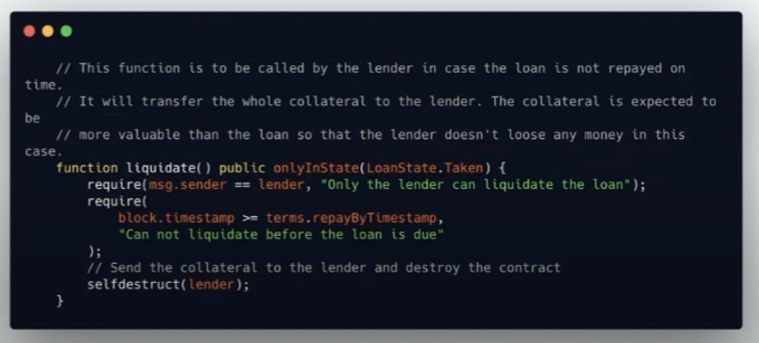 // This function is to be called by the lender in case the loan is not repayed on
time.
// It will transfer the whole collateral to the lender. The collateral is expected to
be
// more valuable than the loan so that the lender doesn't loose any money in this
case.
function liquidate() public onlyInState(LoanState.Taken) {
require(msg.sender == lender, "Only the lender can liquidate the loan");
require(
block.timestamp >= terms.repayByTimestamp,
"Can not liquidate before the loan is due"
);
// Send the collateral to the lender and destroy the contract
selfdestruct(lender);
}